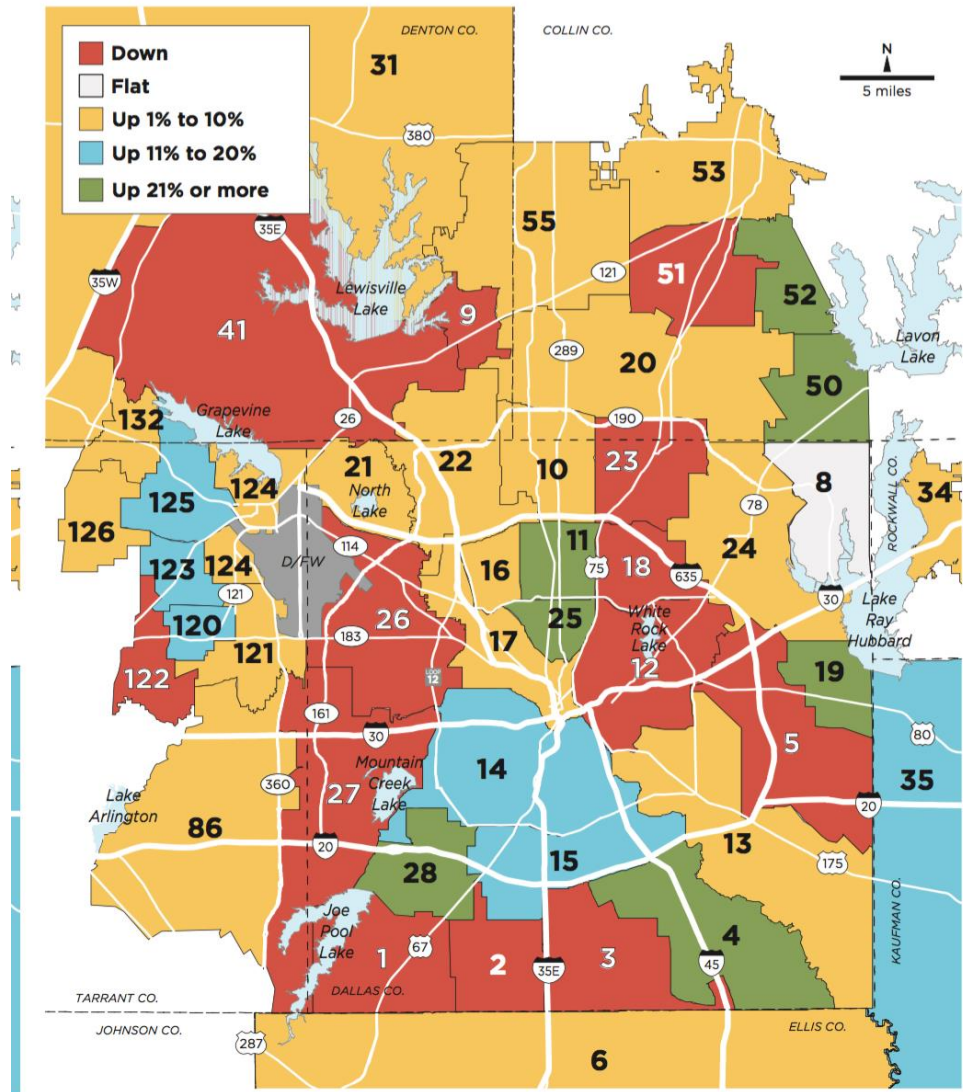 DENTON CO.
COLLIN CO.
Down
Flat
Up 1% to 10%
Up 11% to 20%
Up 21% or more
N
5 miles
31
380
53
55
35E
35W
121
51
52
Lewisville
Lake
9
41
289
20
Lavon
Lake
50
132
Grapevine
Lake
26
190
21
22
10
23
8
North
Lake
78
ROCKWALL CO.
34
124
125
126
114
11
75
18
24
D/FW
16
635
123
124
121
30
120
26
25
White
Rock
Lake
Lake
Ray
Hubbard
183
17
121
12
19
122
LOOP
12
161
30
5
80
14
35
Mountain
Creek
Lake
360
27
20
Lake
Arlington
86
13
20
15
175
28
KAUFMAN CO.
Joe
Pool
Lake
4
1
67
2
3
35E
45
DALLAS CO.
TARRANT CO.
JOHNSON CO.
ELLIS CO.
287
6